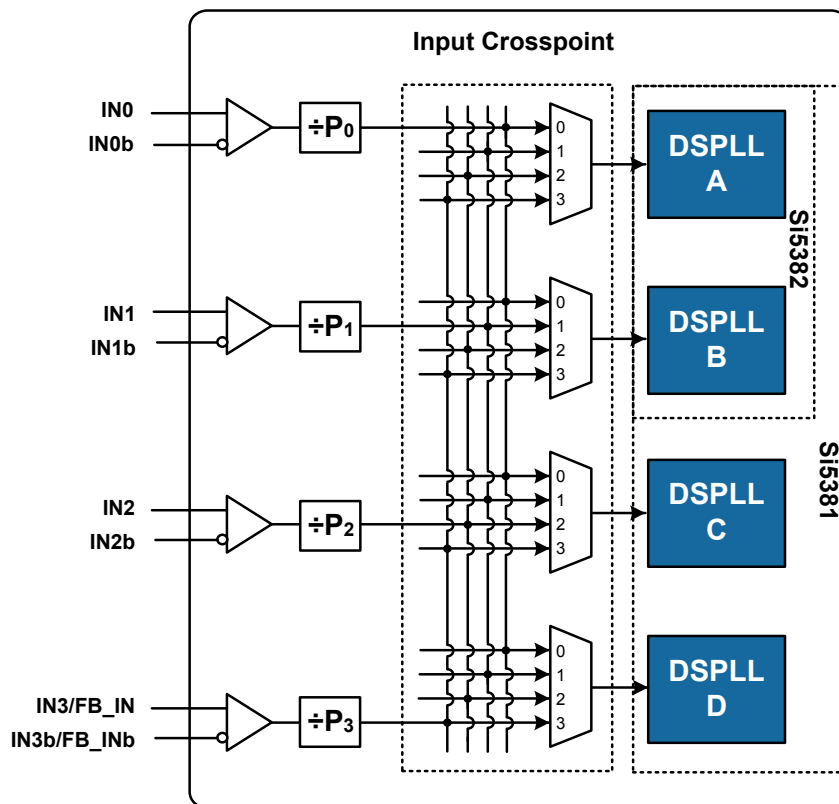 Input Crosspoint
IN0
IN0b
÷P0
0
1
2
3
DSPLL
A
Si5382
IN1
IN1b
÷P1
0
1
2
3
DSPLL
B
Si5381
IN2
IN2b
÷P2
0
1
2
3
DSPLL
C
IN3/FB_IN
IN3b/FB_INb
÷P3
0
1
2
3
DSPLL
D